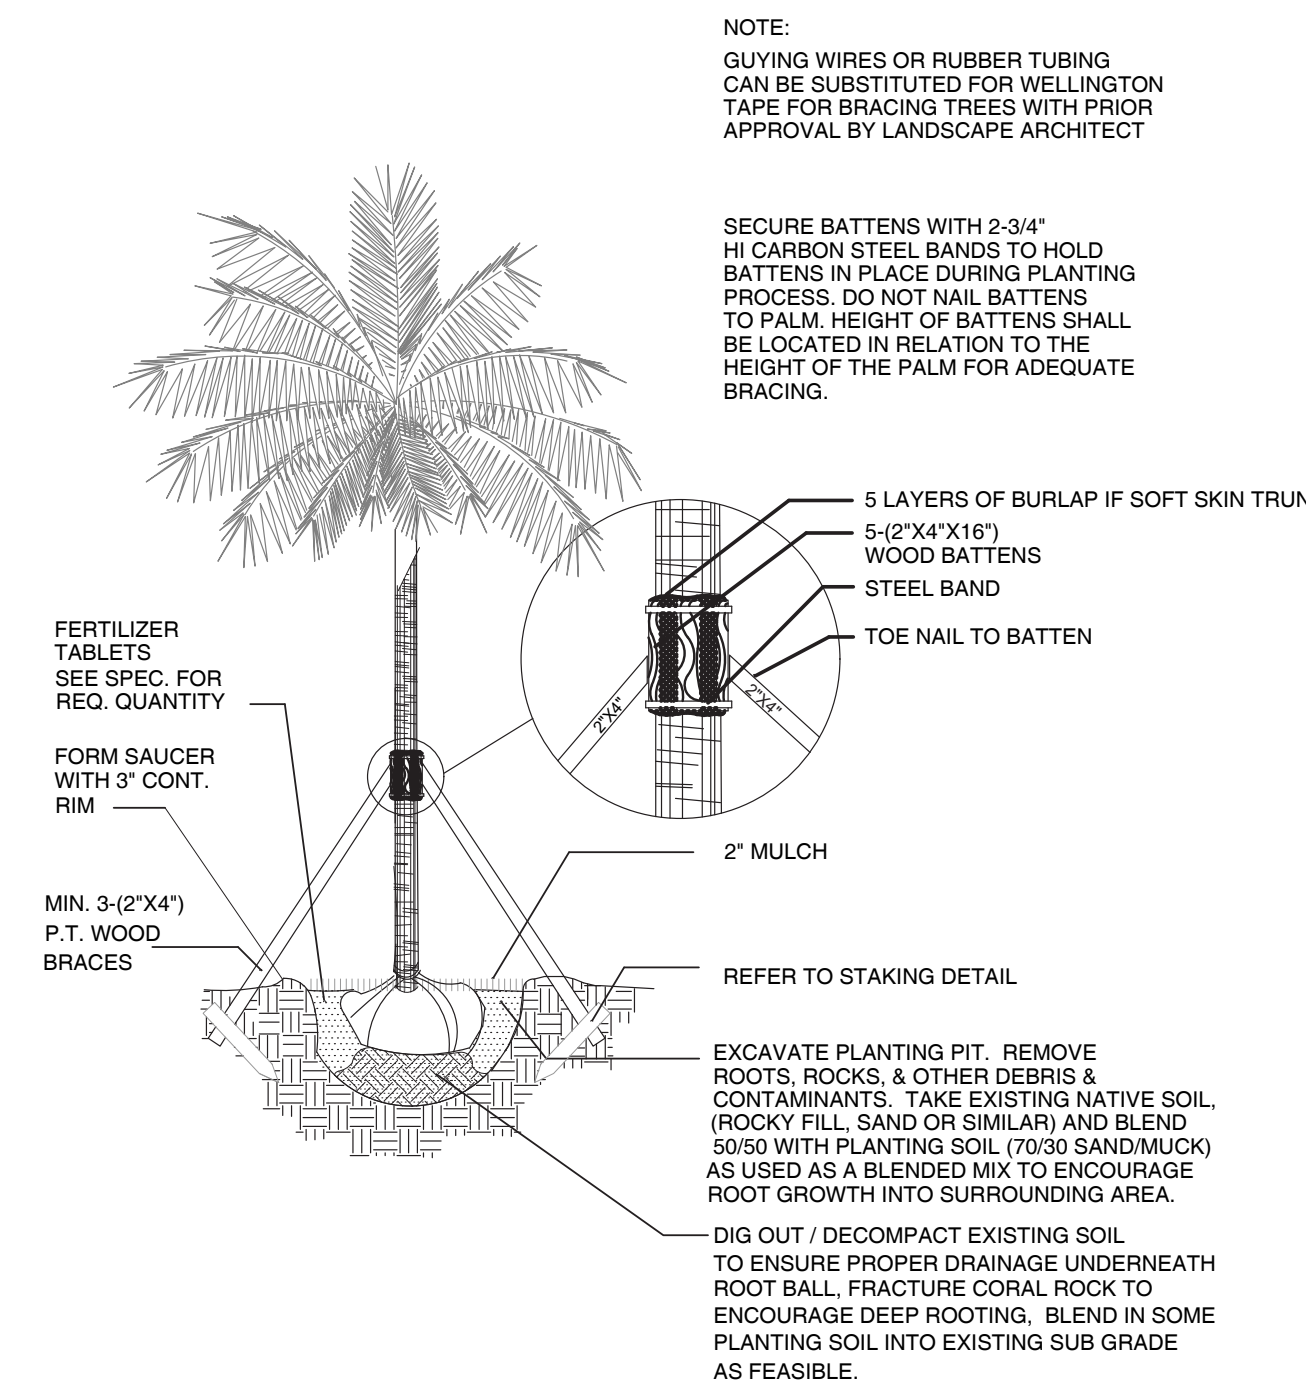 NOTE:
GUYING WIRES OR RUBBER TUBING
CAN BE SUBSTITUTED FOR WELLINGTON
TAPE FOR BRACING TREES WITH PRIOR
APPROVAL BY LANDSCAPE ARCHITECT
SECURE BATTENS WITH 2-3/4"
HI CARBON STEEL BANDS TO HOLD
BATTENS IN PLACE DURING PLANTING
PROCESS. DO NOT NAIL BATTENS
TO PALM. HEIGHT OF BATTENS SHALL
BE LOCATED IN RELATION TO THE
HEIGHT OF THE PALM FOR ADEQUATE
BRACING.
5 LAYERS OF BURLAP IF SOFT SKIN TRUN
5-(2"X4"X16")
WOOD BATTENS
STEEL BAND
TOE NAIL TO BATTEN
2"X4"
2"X4"
FERTILIZER
TABLETS
SEE SPEC. FOR
REQ. QUANTITY
FORM SAUCER
WITH 3" CONT.
RIM
MIN. 3-(2"X4")
P.T. WOOD
BRACES
2" MULCH
REFER TO STAKING DETAIL
EXCAVATE PLANTING PIT. REMOVE
ROOTS, ROCKS, & OTHER DEBRIS &
CONTAMINANTS. TAKE EXISTING NATIVE SOIL,
(ROCKY FILL, SAND OR SIMILAR) AND BLEND
50/50 WITH PLANTING SOIL (70/30 SAND/MUCK)
AS USED AS A BLENDED MIX TO ENCOURAGE
ROOT GROWTH INTO SURROUNDING AREA.
DIG OUT / DECOMPACT EXISTING SOIL
TO ENSURE PROPER DRAINAGE UNDERNEATH
ROOT BALL, FRACTURE CORAL ROCK TO
ENCOURAGE DEEP ROOTING, BLEND IN SOME
PLANTING SOIL INTO EXISTING SUB GRADE
AS FEASIBLE.